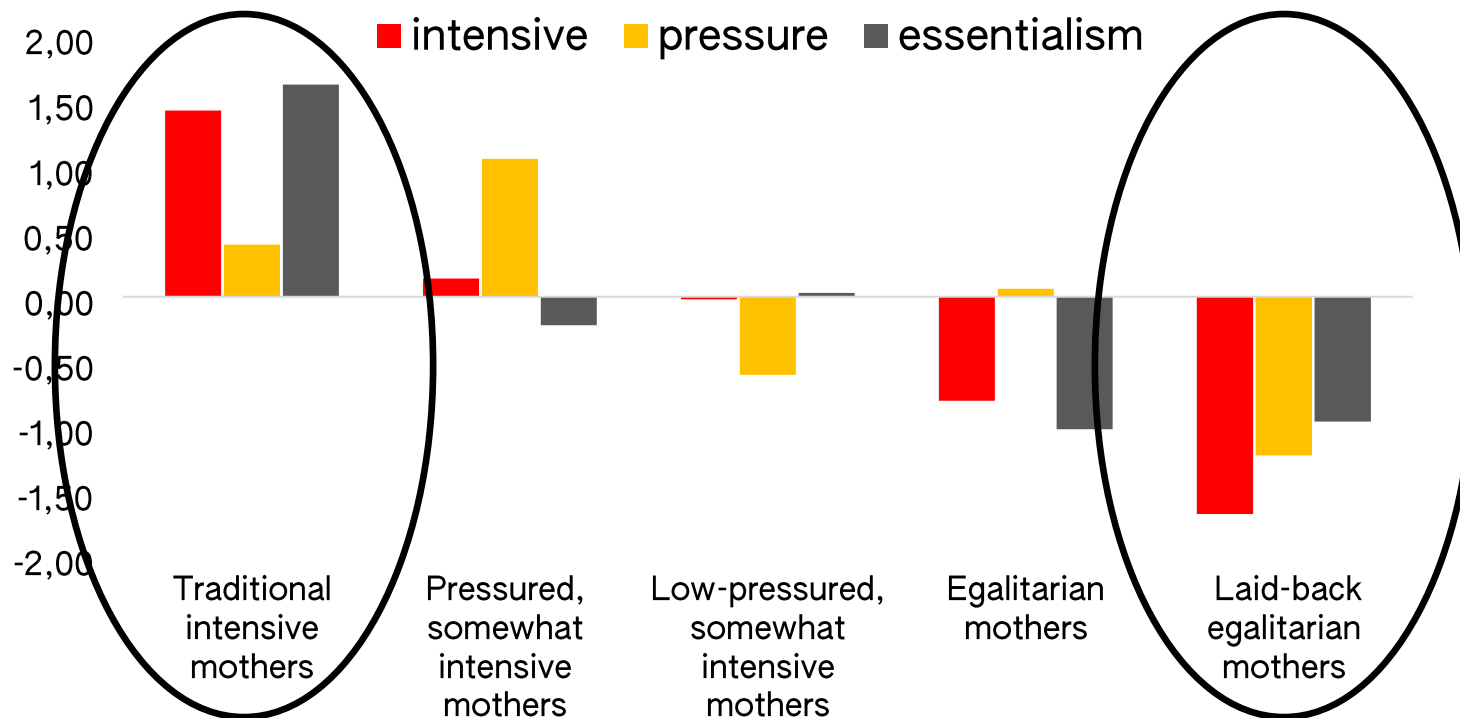 intensive pressure essentialism
2,00
1,50
1,00
0,50
0,00
-0,50
-1,00
-1,50
-2,00
Traditional
intensive
mothers
Pressured,
somewhat
intensive
mothers
Low-pressured,
somewhat
intensive
mothers
Egalitarian
mothers
Laid-back
egalitarian
mothers